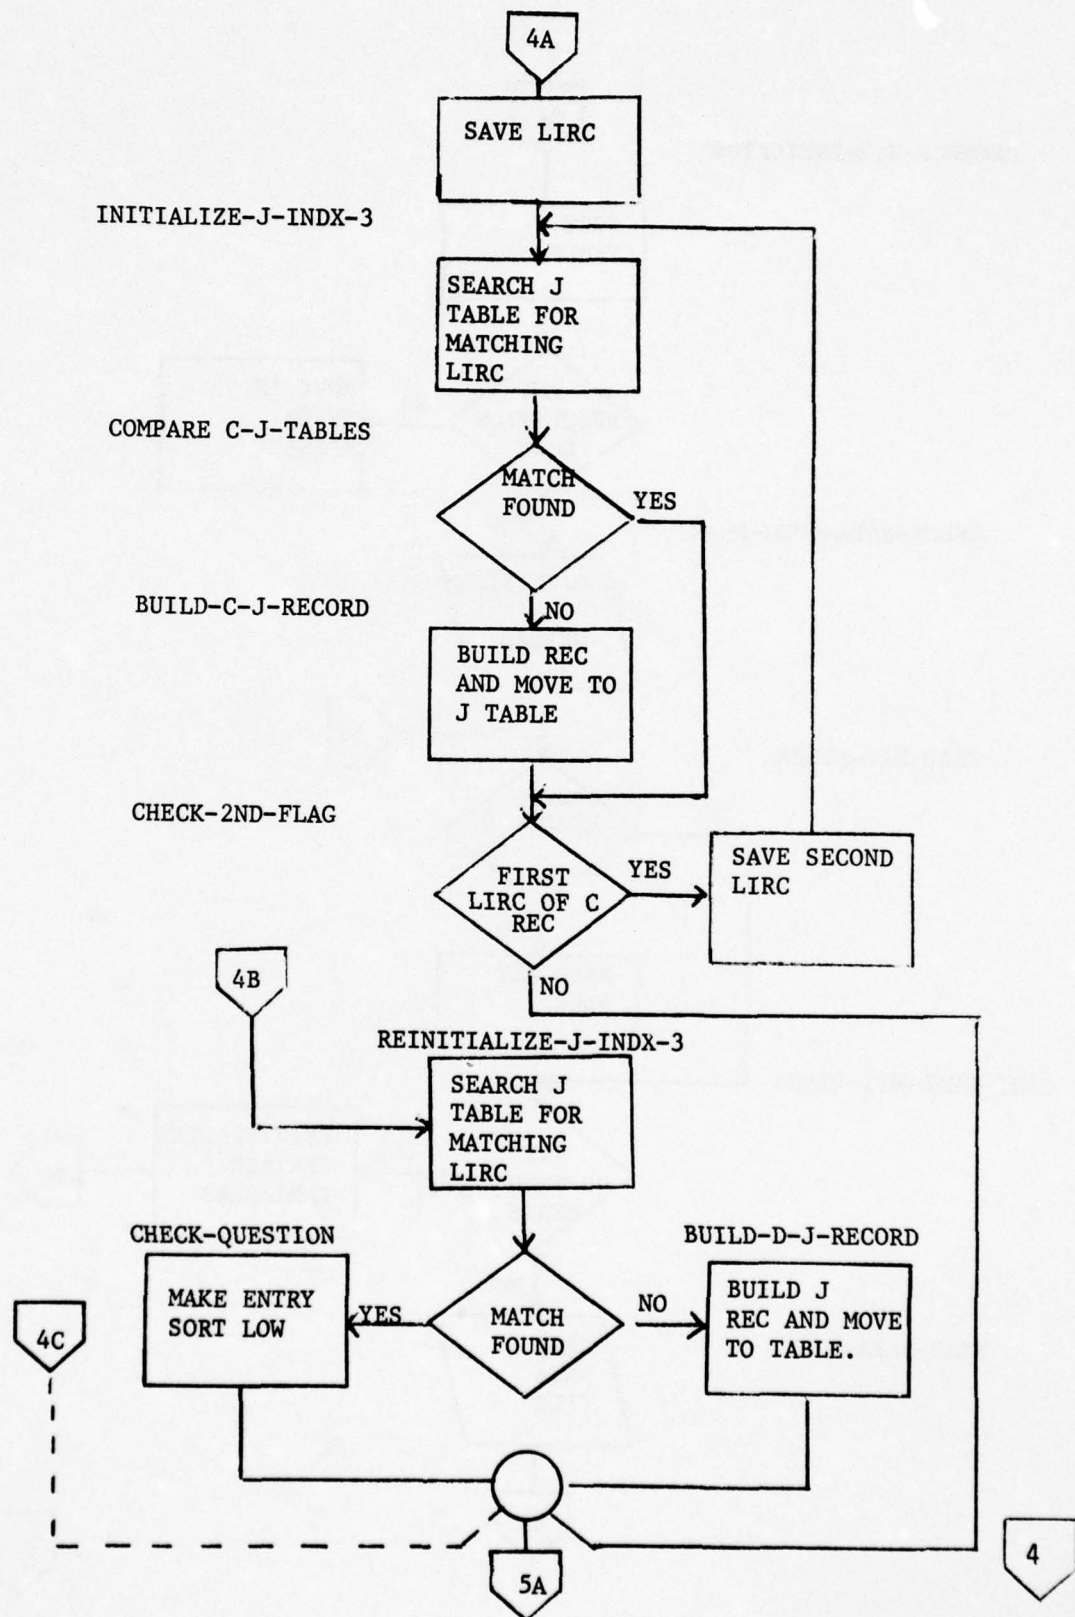 4A
SAVE LIRC
INITIALIZE-J-INDX-3
SEARCH J
TABLE FOR
MATCHING
LIRC
COMPARE C-J-TABLES
MATCH
FOUND
YES
BUILD-C-J-RECORD
NO
BUILD REC
AND MOVE TO
J TABLE
CHECK-2ND-FLAG
FIRST
LIRC OF C
REC
YES
SAVE SECOND
LIRC
NO
4B
REINITIALIZE-J-INDX-3
SEARCH J
TABLE FOR
MATCHING
LIRC
CHECK-QUESTION
BUILD-D-J-RECORD
MAKE ENTRY
SORT LOW
YES
MATCH
FOUND
NO
BUILD J
REC AND MOVE
TO TABLE.
4C
5A
4